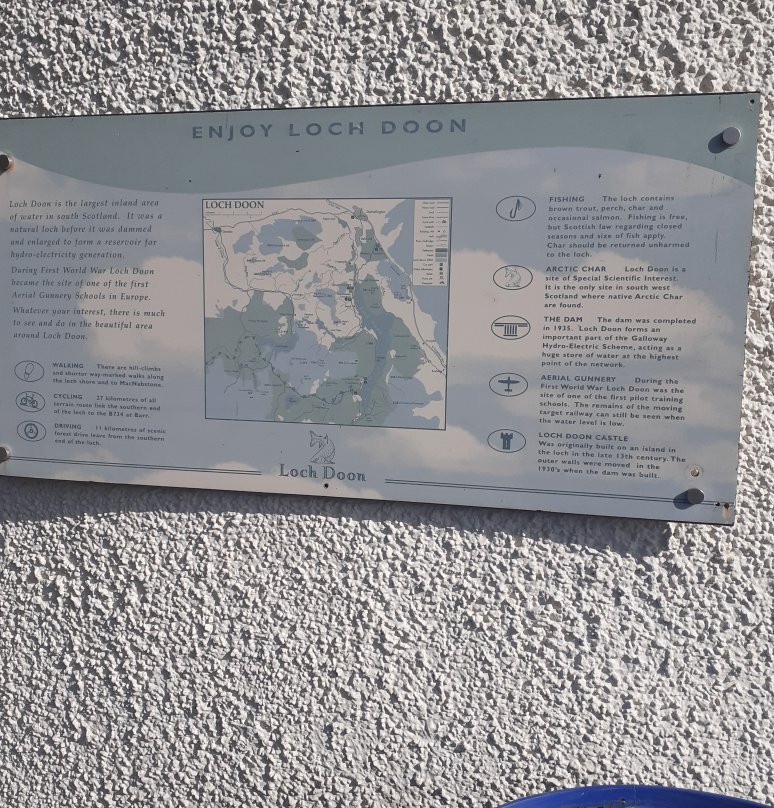 ENJOY LOCH DOON
Loch Doon is the largest inland area
of water in south Scotland. It was a
natural loch before it was dammed
and enlarged to form a reservoir for
hydro-electricity generation.
During First World War Loch Doon
became the site of one of the first
Aerial Gunnery Schools in Europe.
Whatever your interest, there is much
to see and do in the beautiful area
around Loch Doon.
WALKING There are hill-climbs
and shorter way-marked walks along
the loch shore and to MacNabstone.
CYCLING 27 kilometres of all
terrain route link the southern end
of the loch to the B734 at Barr.
DRIVING 11 kilometres of scenic
forest drive leave from the southern
end of the loch.
LOCH DOON
Loch Doon
FISHING The loch contains
brown trout, perch, char and
occasional salmon. Fishing is free,
but Scottish law regarding closed
seasons and size of fish apply.
Char should be returned unharmed
to the loch.
ARCTIC CHAR Loch Doon is a
site of Special Scientific Interest.
It is the only site in south west
Scotland where native Arctic Char
are found.
THE DAM The dam was completed
in 1935. Loch Doon forms an
important part of the Galloway
Hydro-Electric Scheme, acting as a
huge store of water at the highest
point of the network.
AERIAL GUNNERY During the
First World War Loch Doon was the
site of one of the first pilot training
schools. The remains of the moving
target railway can still be seen when
the water level is low.
LOCH DOON CASTLE
Was originally built on an island in
the loch in the late 13th century. The
outer walls were moved in the
1930's when the dam was built.